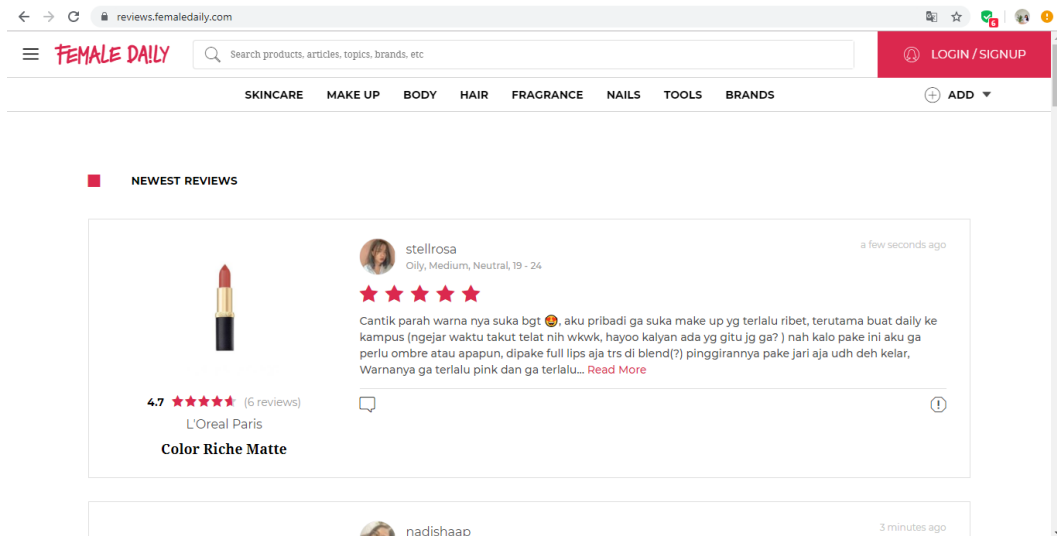 reviews.femaledaily.com
6
FEMALE DA!LY
Search products, articles, topics, brands, etc
LOGIN / SIGNUP
SKINCARE MAKE UP BODY HAIR FRAGRANCE NAILS TOOLS BRANDS
ADD
NEWEST REVIEWS
stellrosa
a few seconds ago
Oily, Medium, Neutral, 19 - 24
Cantik parah warna nya suka bgt 😍, aku pribadi ga suka make up yg terlalu ribet, terutama buat daily ke
kampus (ngejar waktu takut telat nih wkwk, hayoo kalyan ada yg gitu jg ga? ) nah kalo pake ini aku ga
perlu ombre atau apapun, dipake full lips aja trs di blend(?) pinggirannya pake jari aja udh deh kelar,
Warnanya ga terlalu pink dan ga terlalu... Read More
4.7 (6 reviews)
L'Oreal Paris
Color Riche Matte
nadishaap
3 minutes ago